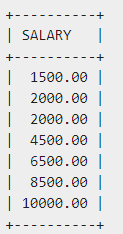 +----------+
| SALARY   |
+----------+
|  1500.00 |
|  2000.00 |
|  2000.00 |
|  4500.00 |
|  6500.00 |
|  8500.00 |
| 10000.00 |
+----------+